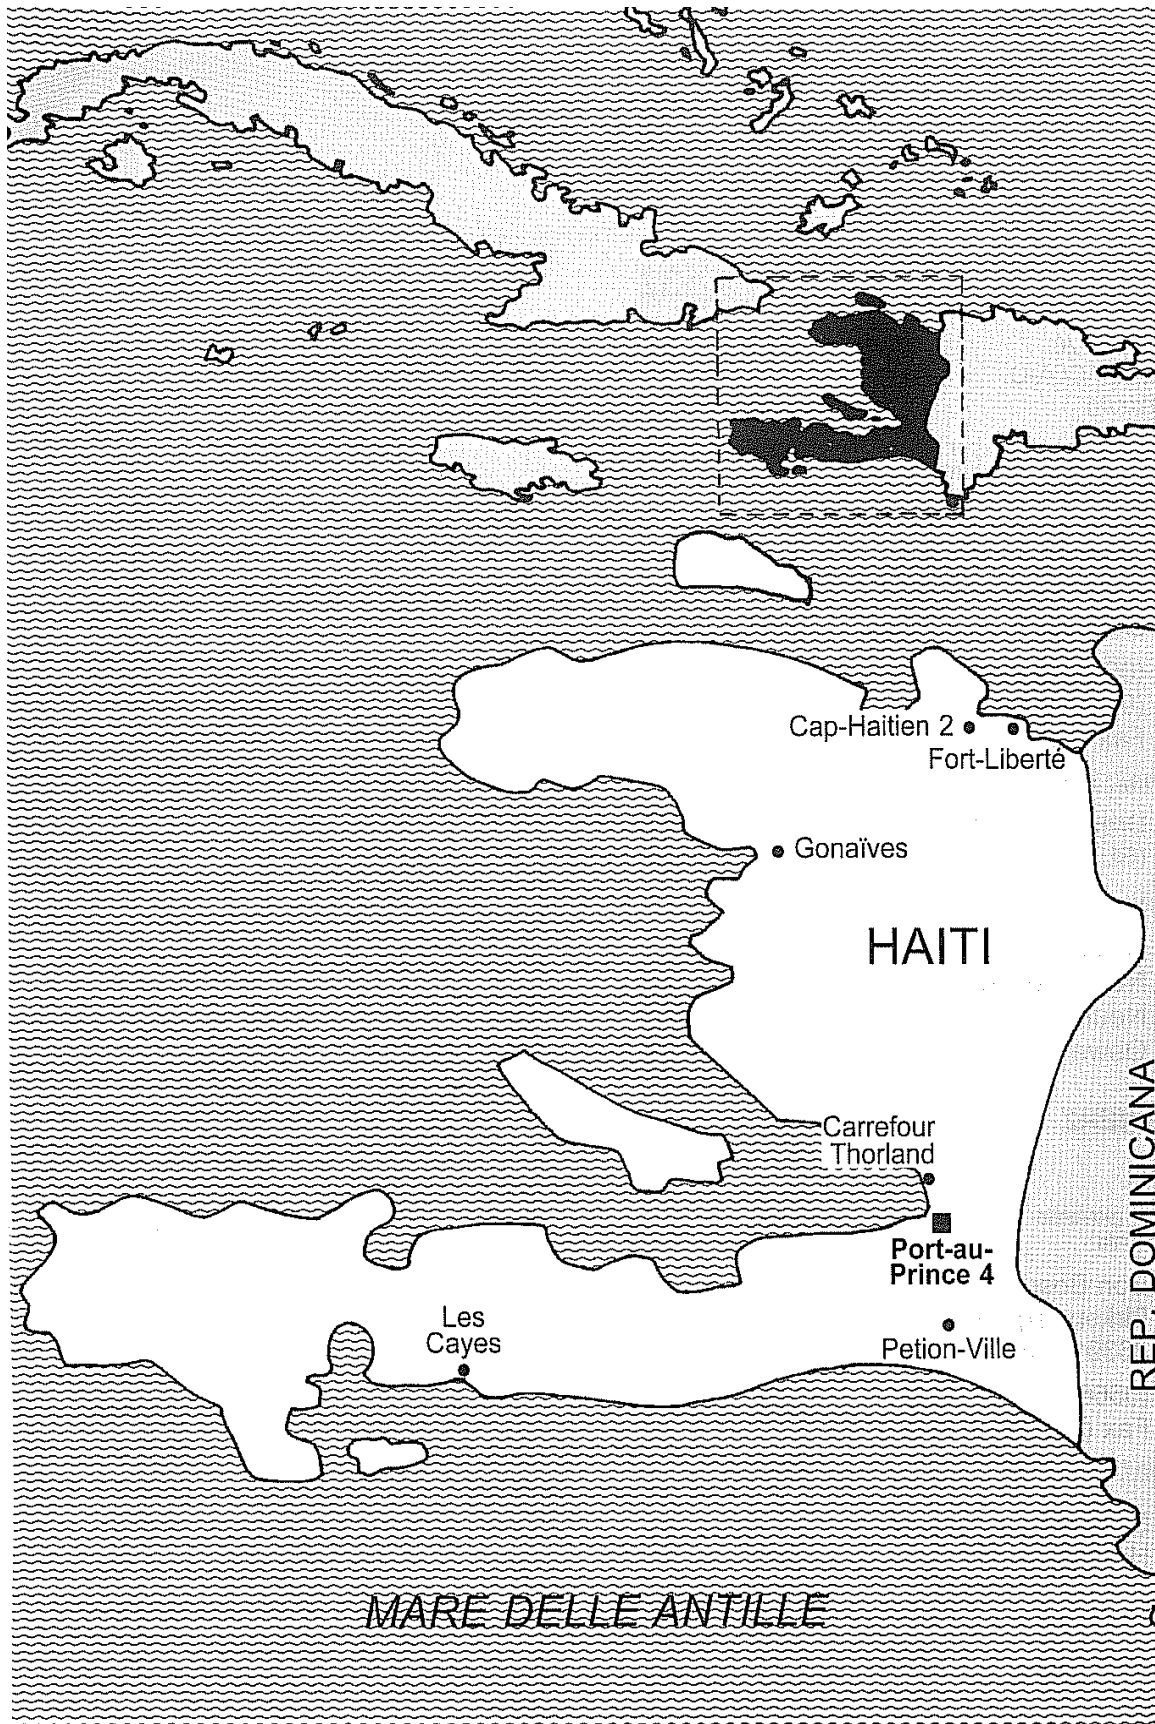 Cap-Haitien 2
Fort-Liberté
Gonaïves
HAITI
Carrefour
Thorland
Port-au-
Prince 4
Les
Cayes
Petion-Ville
REP. DOMINICANA
MARE DELLE ANTILLE